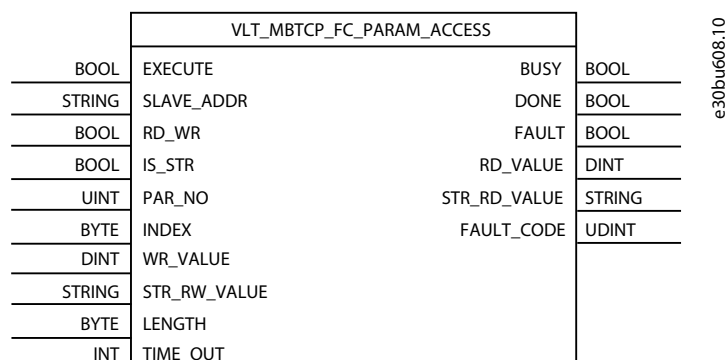 VLT_MBTCP_FC_PARAM_ACCESS
BOOL EXECUTE BUSY BOOL
STRING SLAVE_ADDR DONE BOOL
BOOL RD_WR FAULT BOOL
BOOL IS_STR RD_VALUE DINT
UINT PAR_NO STR_RD_VALUE STRING
BYTE INDEX FAULT_CODE UDINT
DINT WR_VALUE
STRING STR_RW_VALUE
BYTE LENGTH
INT TIME_OUT
e30bu608.10